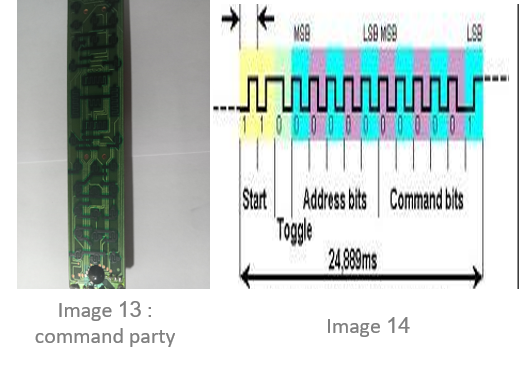 MSB LSB MSB LSB
1 1 0 0 0 0 0 0 0 0 0 0 0 1
Start Address bits Command bits
Toggle
24,889ms
Image 13 :
command party
Image 14